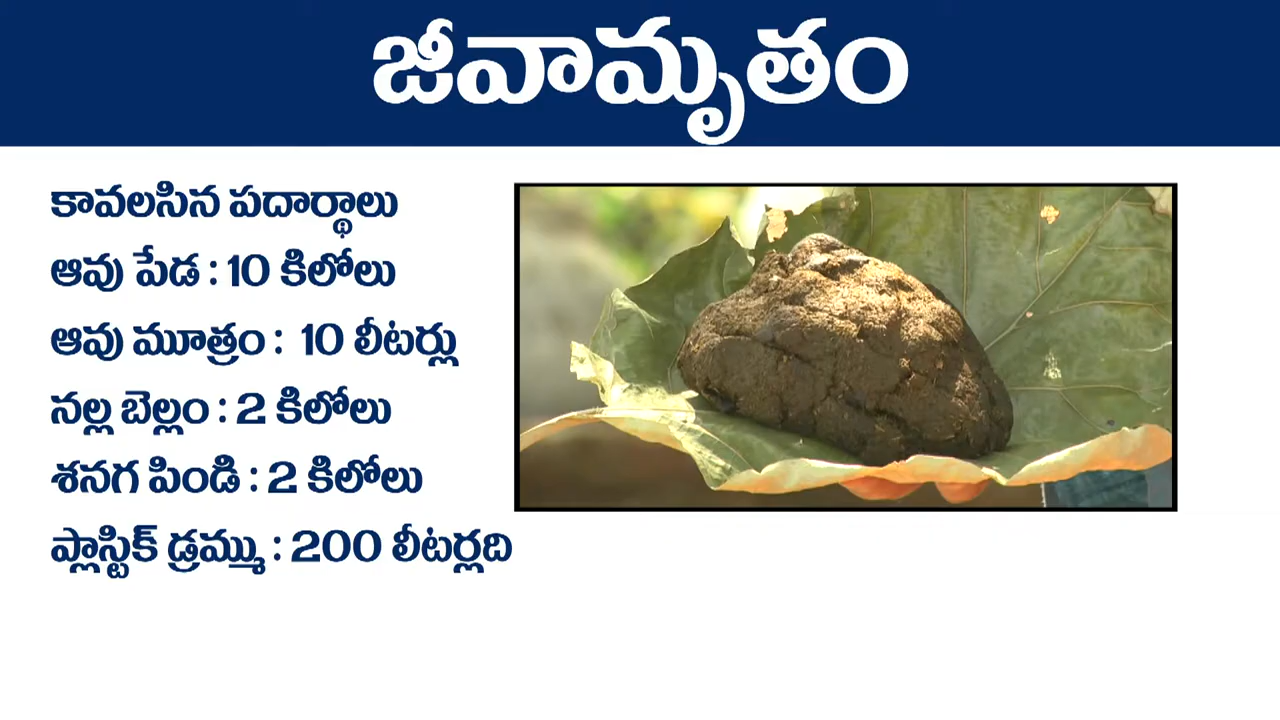 జీవామృతం
కావలసిన పదార్థాలు
ఆవు పేడ : 10 కిలోలు
ఆవు మూత్రం : 10 లీటర్లు
నల్ల బెల్లం : 2 కిలోలు
శనగ పిండి : 2 కిలోలు
ప్లాస్టిక్ డ్రమ్ము : 200 లీటర్లది